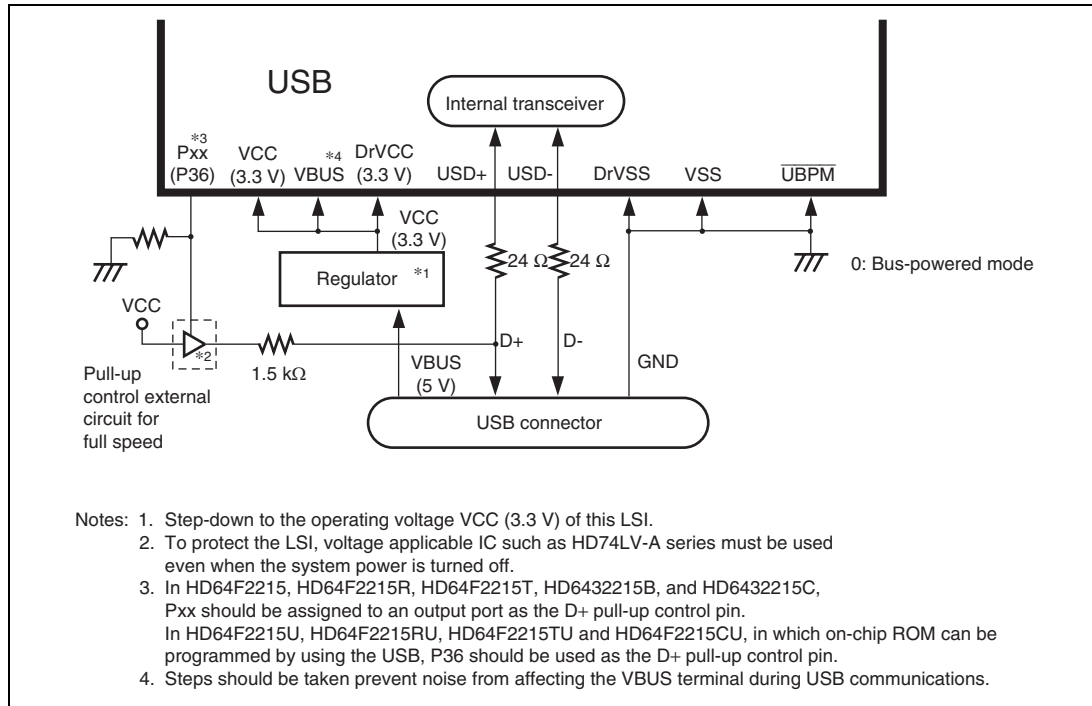 USB
Internal transceiver
*3
Pxx
(P36)
VCC
(3.3 V)
*4
VBUS
DrVCC
(3.3 V)
USD+
USD-
DrVSS
VSS
UBPM
VCC
(3.3 V)
Regulator *1
24 Ω
24 Ω
0: Bus-powered mode
VCC
*2
1.5 kΩ
D+
D-
VBUS
(5 V)
GND
Pull-up
control external
circuit for
full speed
USB connector
Notes: 1. Step-down to the operating voltage VCC (3.3 V) of this LSI.
2. To protect the LSI, voltage applicable IC such as HD74LV-A series must be used
even when the system power is turned off.
3. In HD64F2215, HD64F2215R, HD64F2215T, HD6432215B, and HD6432215C,
Pxx should be assigned to an output port as the D+ pull-up control pin.
In HD64F2215U, HD64F2215RU, HD64F2215TU and HD64F2215CU, in which on-chip ROM can be
programmed by using the USB, P36 should be used as the D+ pull-up control pin.
4. Steps should be taken prevent noise from affecting the VBUS terminal during USB communications.